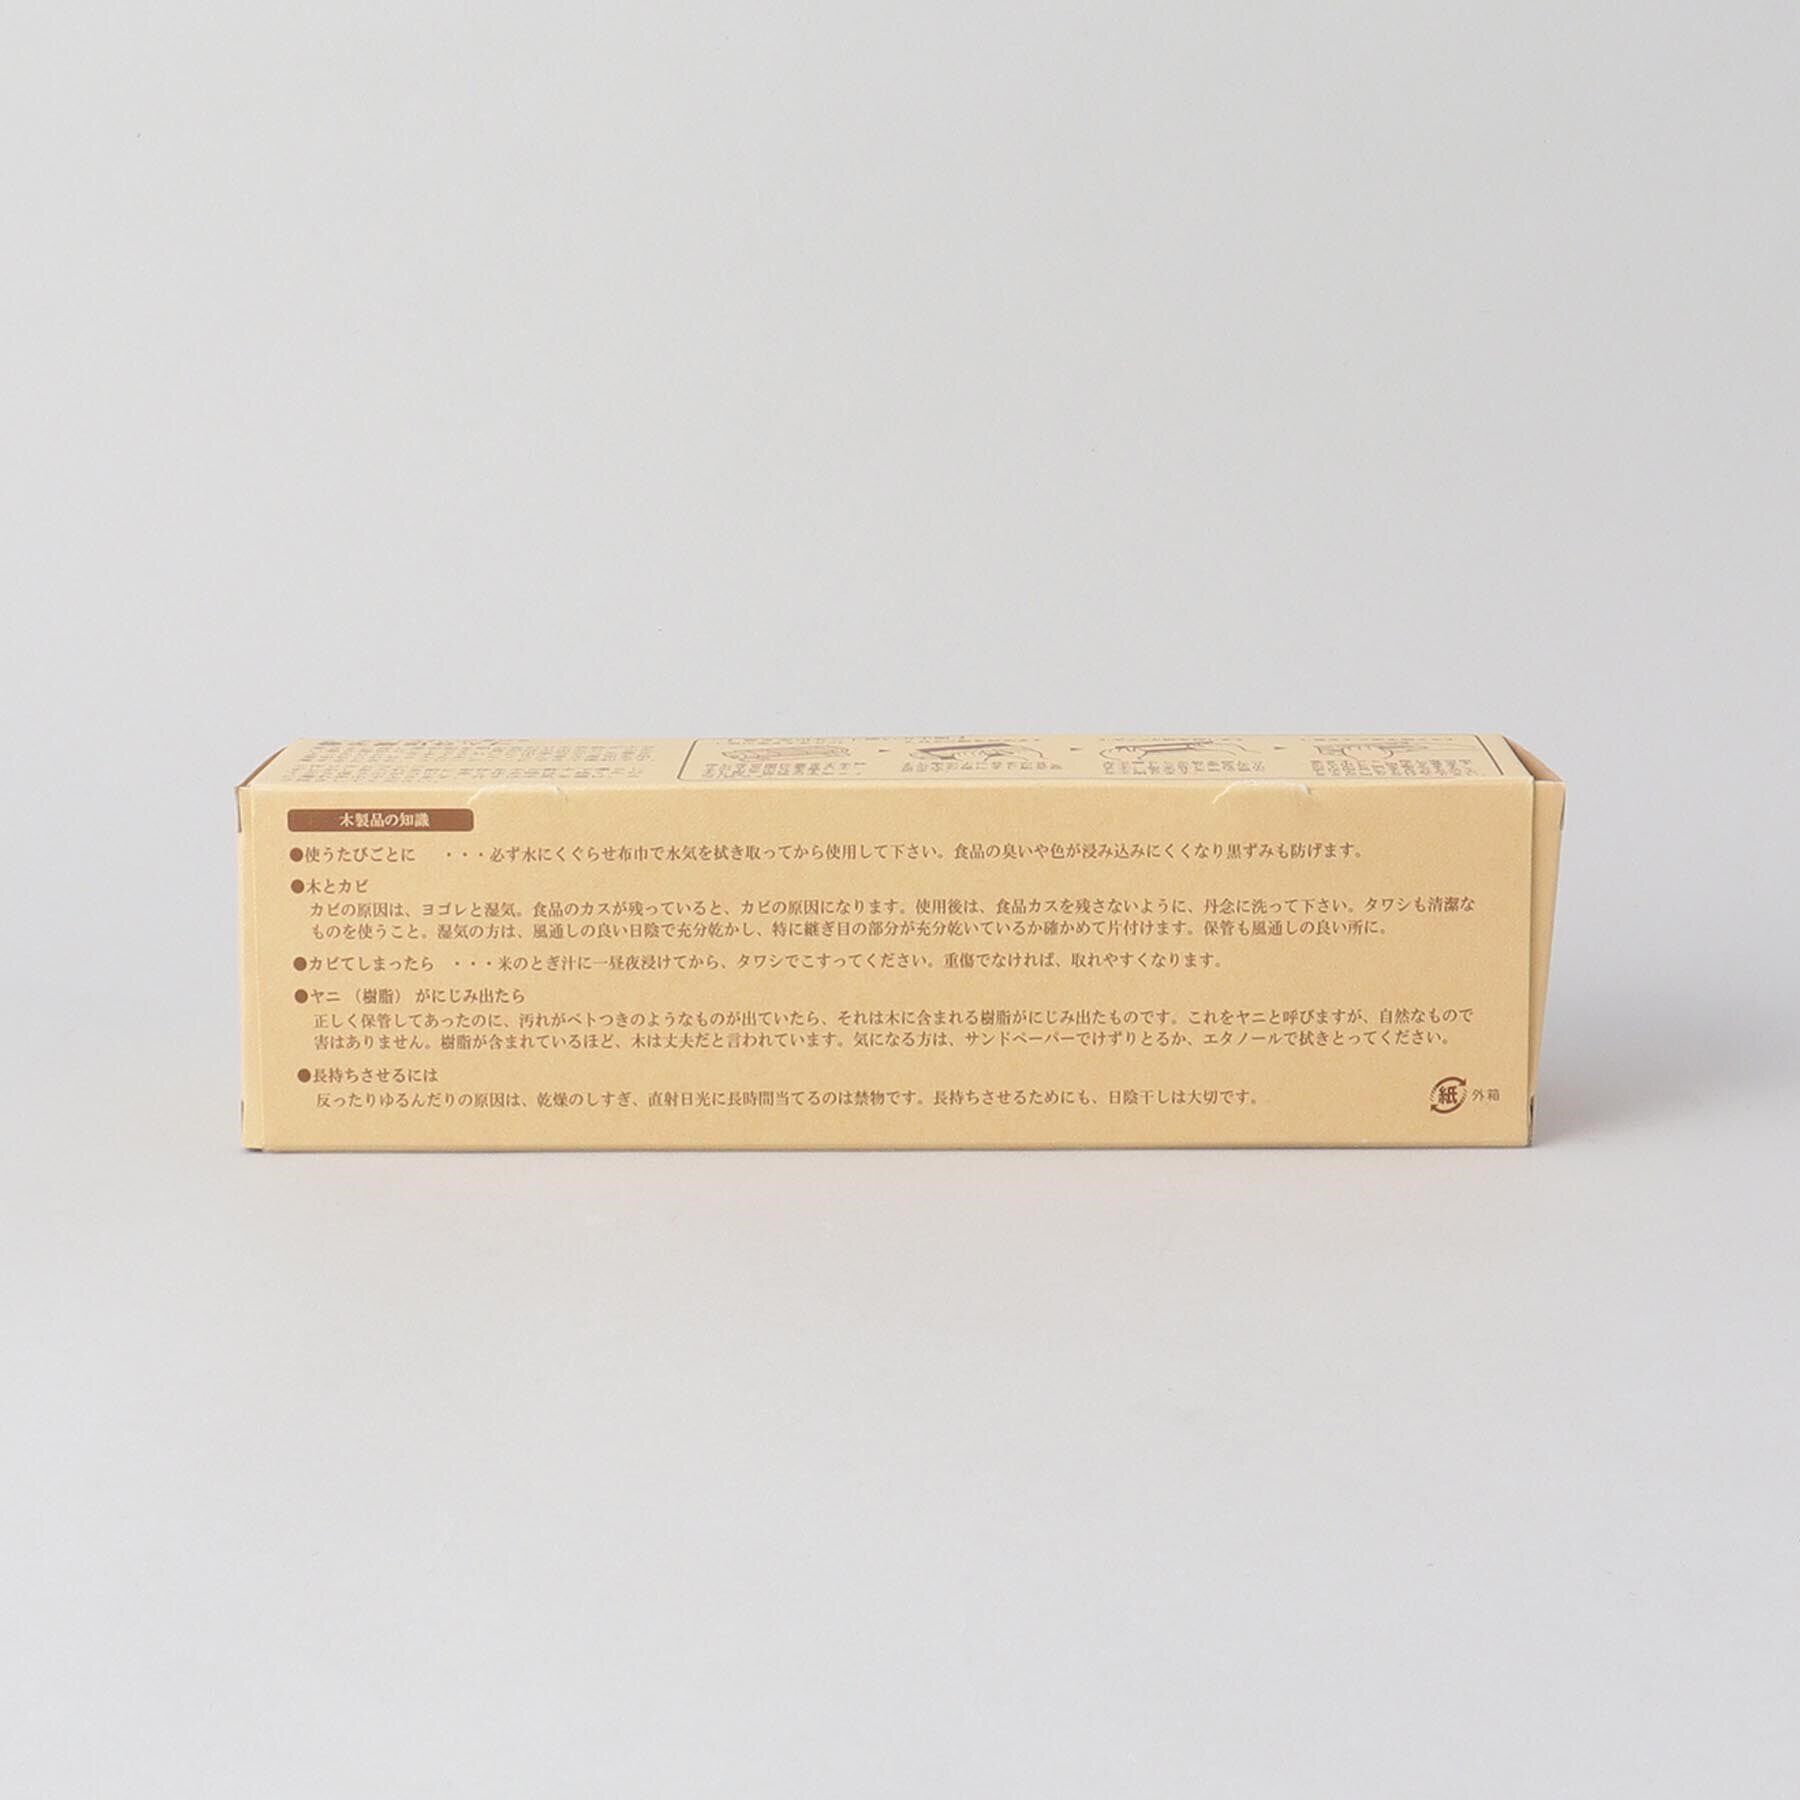 木製品の知識
●使うたびごとに ・・・必ず水にくぐらせ布巾で水気を拭き取ってから使用して下さい。食品の臭いや色が浸み込みにくくなり黒ずみも防げます。
●木とカビ
カビの原因は、ヨゴレと湿気。食品のカスが残っていると、カビの原因になります。使用後は、食品カスを残さないように、丹念に洗って下さい。タワシも清潔な
ものを使うこと。湿気の方は、風通しの良い日陰で充分乾かし、特に継ぎ目の部分が充分乾いているか確かめて片付けます。保管も風通しの良い所に。
●カビてしまったら ・・・米のとぎ汁に一昼夜浸けてから、タワシでこすってください。重傷でなければ、取れやすくなります。
●ヤニ（樹脂）がにじみ出たら
正しく保管してあったのに、汚れがベトつきのようなものが出ていたら、それは木に含まれる樹脂がにじみ出たものです。これをヤニと呼びますが、自然なもので
害はありません。樹脂が含まれているほど、木は丈夫だと言われています。気になる方は、サンドペーパーでけずりとるか、エタノールで拭きとってください。
●長持ちさせるには
反ったりゆるんだりの原因は、乾燥のしすぎ、直射日光に長時間当てるのは禁物です。長持ちさせるためにも、日陰干しは大切です。
紙 外箱